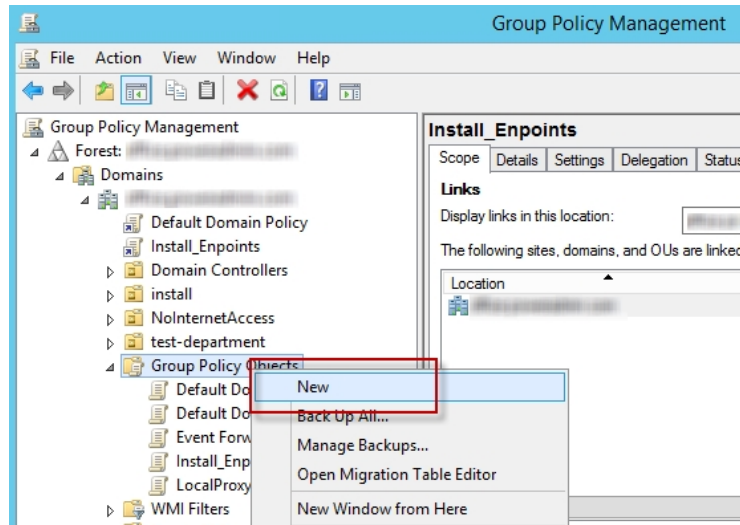 Group Policy Management
File Action View Window Help
Group Policy Management
Forest:
Domains
Default Domain Policy
Install_Enpoints
Domain Controllers
install
NoInternetAccess
test-department
Group Policy Objects
Default Do
Default Do
Event Forw
Install_Enp
LocalProxy
WMI Filters
New
Back Up All...
Manage Backups...
Open Migration Table Editor
New Window from Here
Install_Enpoints
Scope Details Settings Delegation Status
Links
Display links in this location:
The following sites, domains, and OUs are linked
Location